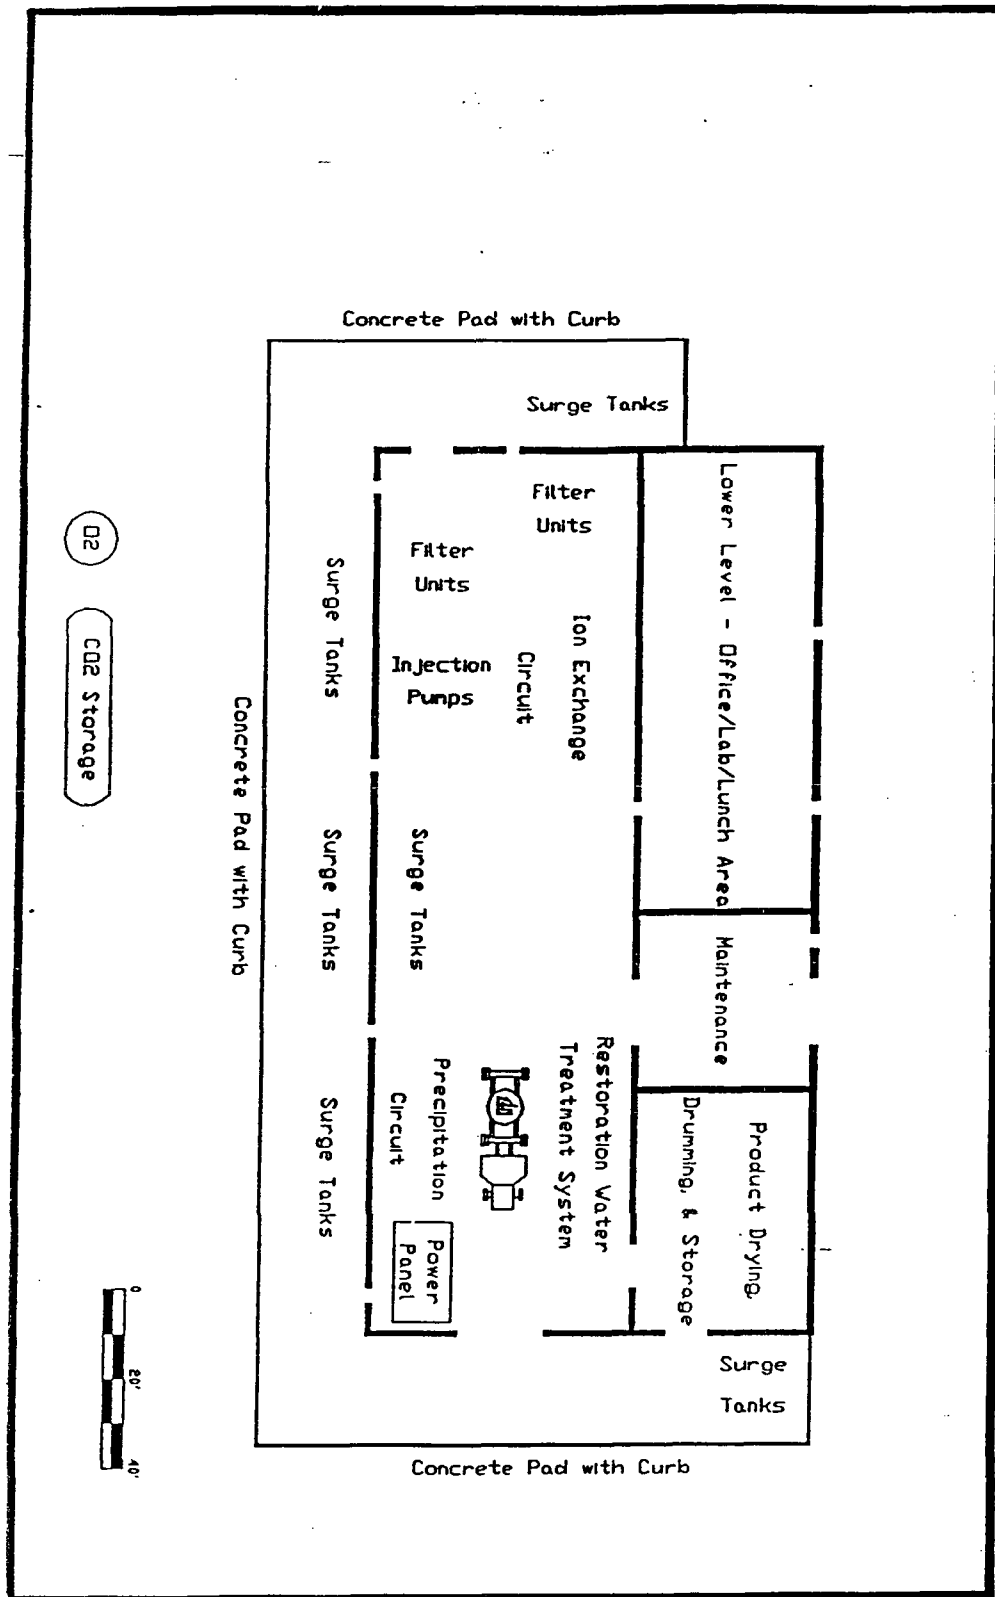 Concrete Pad with Curb
Surge Tanks
Filter
Units
Filter
Units
Injection
Pumps
Ion Exchange
Circuit
Lower Level - Office/Lab/Lunch Area
Maintenance
Surge Tanks
Surge Tanks
Surge Tanks
Surge Tanks
O2
CO2 Storage
Concrete Pad with Curb
Restoration Water
Treatment System
Precipitation
Circuit
Power
Panel
Product Drying,
Drumming, & Storage
Surge
Tanks
Concrete Pad with Curb
0 20' 40'